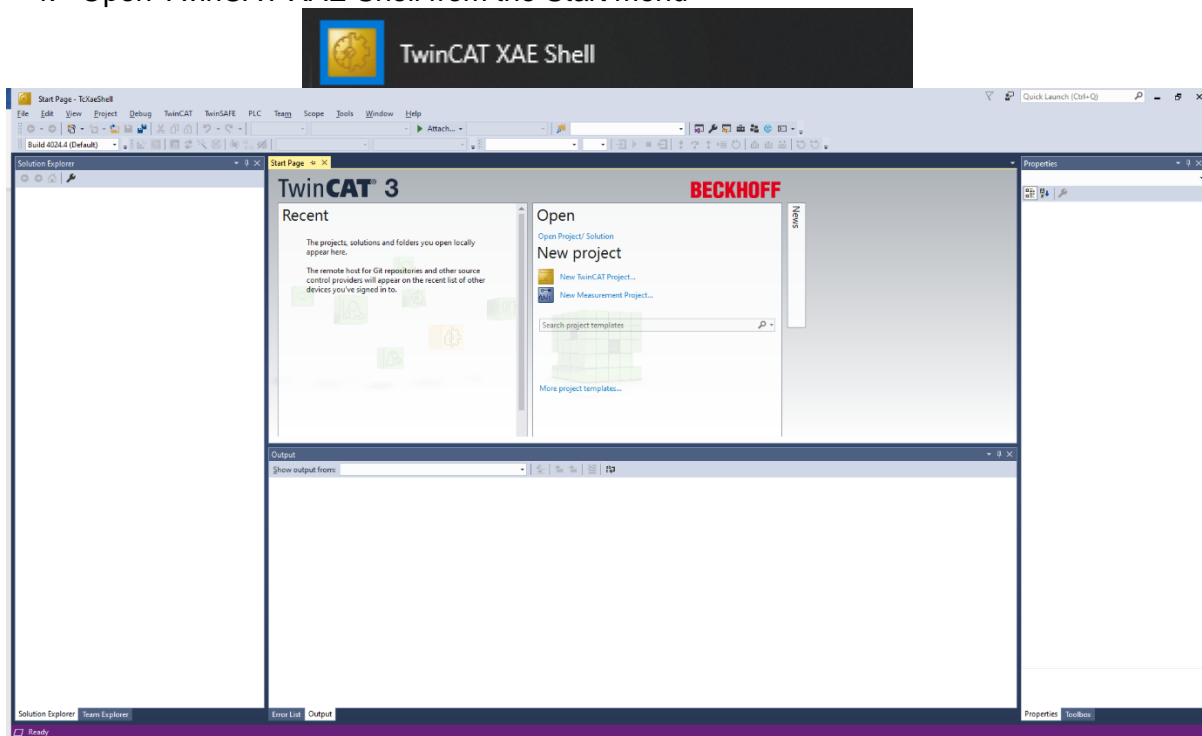 Open TwinCAT XAE Shell from the Start menu
TwinCAT XAE Shell
Start Page - TcXaeShell
Quick Launch (Ctrl+Q)
File Edit View Project Debug TwinCAT TwinSAFE PLC Team Scope Tools Window Help
Attach...
Build 4024.4 (Default)
Solution Explorer
Start Page
Properties
TwinCAT® 3
BECKHOFF
Recent
The projects, solutions and folders you open locally
appear here.
The remote host for Git repositories and other source
control providers will appear on the recent list of other
devices you've signed in to.
Open
Open Project/ Solution
New project
New TwinCAT Project...
New Measurement Project...
Search project templates
More project templates...
News
Output
Show output from:
Solution Explorer Team Explorer
Error List Output
Properties Toolbox
Ready